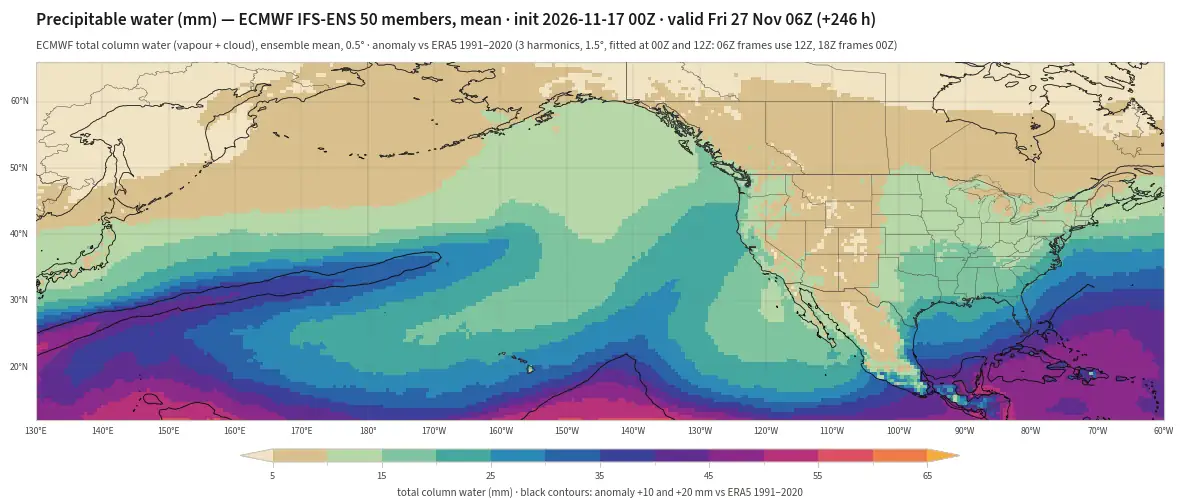 Precipitable water (mm) — ECMWF IFS-ENS 50 members, mean · init 2026-11-17 00Z · valid Fri 27 Nov 06Z (+246 h)
ECMWF total column water (vapour + cloud), ensemble mean, 0.5° · anomaly vs ERA5 1991–2020 (3 harmonics, 1.5°, fitted at 00Z and 12Z: 06Z frames use 12Z, 18Z frames 00Z)
60°N
50°N
40°N
30°N
20°N
130°E 140°E 150°E 160°E 170°E 180° 170°W 160°W 150°W 140°W 130°W 120°W 110°W 100°W 90°W 80°W 70°W 60°W
5 15 25 35 45 55 65
total column water (mm) · black contours: anomaly +10 and +20 mm vs ERA5 1991–2020